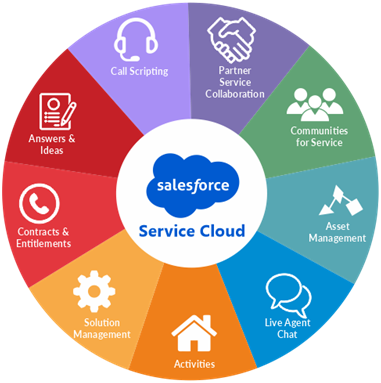 Call Scripting
Partner
Service
Collaboration
Communities
for Service
Asset
Management
Live Agent
Chat
Activities
Solution
Management
Contracts &
Entitlements
Answers &
Ideas
salesforce
Service Cloud